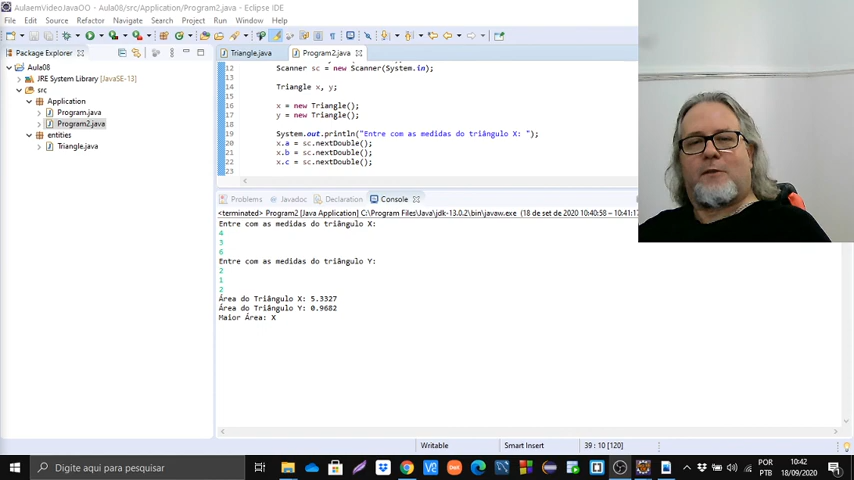 AulaemVideoJavaOO - Aula08/src/Application/Program2.java - Eclipse IDE
File Edit Source Refactor Navigate Search Project Run Window Help
Package Explorer
Triangle.java Program2.java
Aula08
JRE System Library [JavaSE-13]
src
Application
Program.java
Program2.java
entities
Triangle.java
12 Scanner sc = new Scanner(System.in);
13
14 Triangle x, y;
15
16 x = new Triangle();
17 y = new Triangle();
18
19 System.out.println("Entre com as medidas do triângulo X: ");
20 x.a = sc.nextDouble();
21 x.b = sc.nextDouble();
22 x.c = sc.nextDouble();
23
Problems Javadoc Declaration Console
<terminated> Program2 [Java Application] C:\Program Files\Java\jdk-13.0.2\bin\javaw.exe (18 de set de 2020 10:40:58 – 10:41:17
Entre com as medidas do triângulo X:
4
3
6
Entre com as medidas do triângulo Y:
2
1
2
Área do Triângulo X: 5.3327
Área do Triângulo Y: 0.9682
Maior Área: X
Writable Smart Insert 39 : 10 [120]
Digite aqui para pesquisar
POR
PTB
10:42
18/09/2020